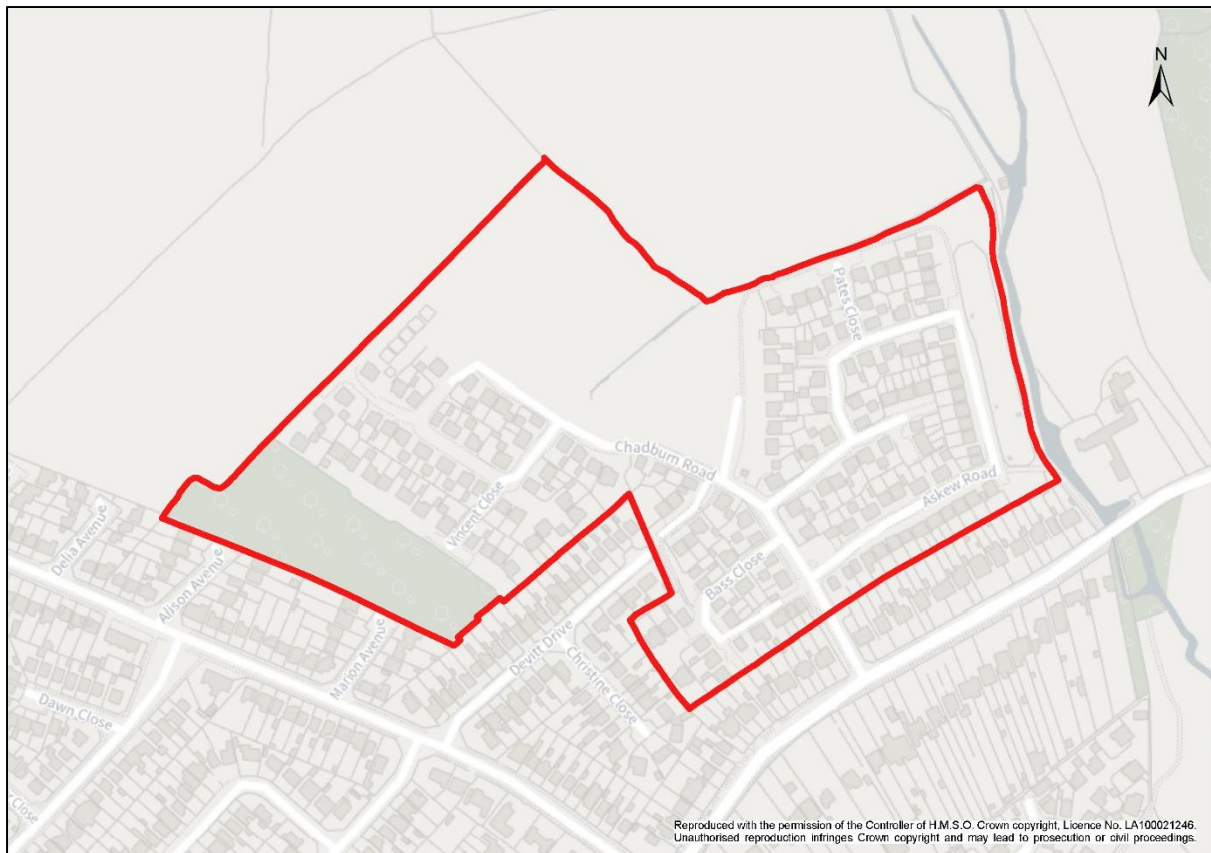 N
Pates Close
Chadburn Road
Askew Road
Vincent Close
Bass Close
Delia Avenue
Alison Avenue
Marion Avenue
Devitt Drive
Christine Close
Dawn Close
Close
Reproduced with the permission of the Controller of H.M.S.O. Crown copyright, Licence No. LA100021246.
Unauthorised reproduction infringes Crown copyright and may lead to prosecution or civil proceedings.